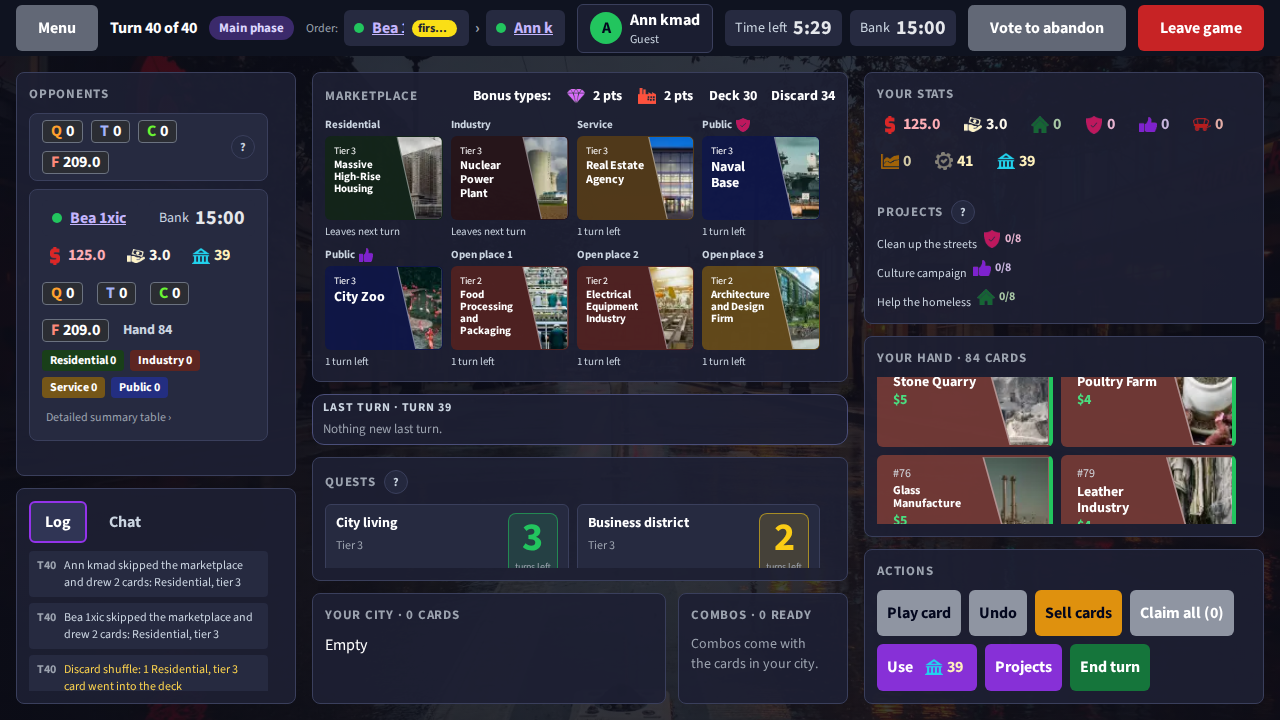 Menu
Turn 40 of 40
Main phase
Order:
Bea 1
firs...
›
Ann k
A
Ann kmad
Guest
Time left 5:29
Bank 15:00
Vote to abandon
Leave game
OPPONENTS
Q 0
T 0
C 0
?
F 209.0
Bea 1xic
Bank 15:00
125.0
3.0
39
Q 0
T 0
C 0
F 209.0
Hand 84
Residential 0
Industry 0
Service 0
Public 0
Detailed summary table ›
Log
Chat
T40 Ann kmad skipped the marketplace
and drew 2 cards: Residential, tier 3
T40 Bea 1xic skipped the marketplace and
drew 2 cards: Residential, tier 3
T40 Discard shuffle: 1 Residential, tier 3
card went into the deck
MARKETPLACE
Bonus types:
2 pts
2 pts
Deck 30
Discard 34
Residential
Tier 3
Massive
High-Rise
Housing
Leaves next turn
Industry
Tier 3
Nuclear
Power
Plant
Leaves next turn
Service
Tier 3
Real Estate
Agency
1 turn left
Public
Tier 3
Naval
Base
1 turn left
Public
Tier 3
City Zoo
1 turn left
Open place 1
Tier 2
Food
Processing
and
Packaging
1 turn left
Open place 2
Tier 2
Electrical
Equipment
Industry
1 turn left
Open place 3
Tier 2
Architecture
and Design
Firm
1 turn left
LAST TURN · TURN 39
Nothing new last turn.
QUESTS
?
City living
Tier 3
3
turns left
Business district
Tier 3
2
turns left
YOUR CITY · 0 CARDS
Empty
COMBOS · 0 READY
Combos come with
the cards in your city.
YOUR STATS
125.0
3.0
0
0
0
0
0
41
39
PROJECTS
?
Clean up the streets
0/8
Culture campaign
0/8
Help the homeless
0/8
YOUR HAND · 84 CARDS
Stone Quarry
$5
Poultry Farm
$4
#76
Glass
Manufacture
$5
#79
Leather
Industry
$4
ACTIONS
Play card
Undo
Sell cards
Claim all (0)
Use
39
Projects
End turn